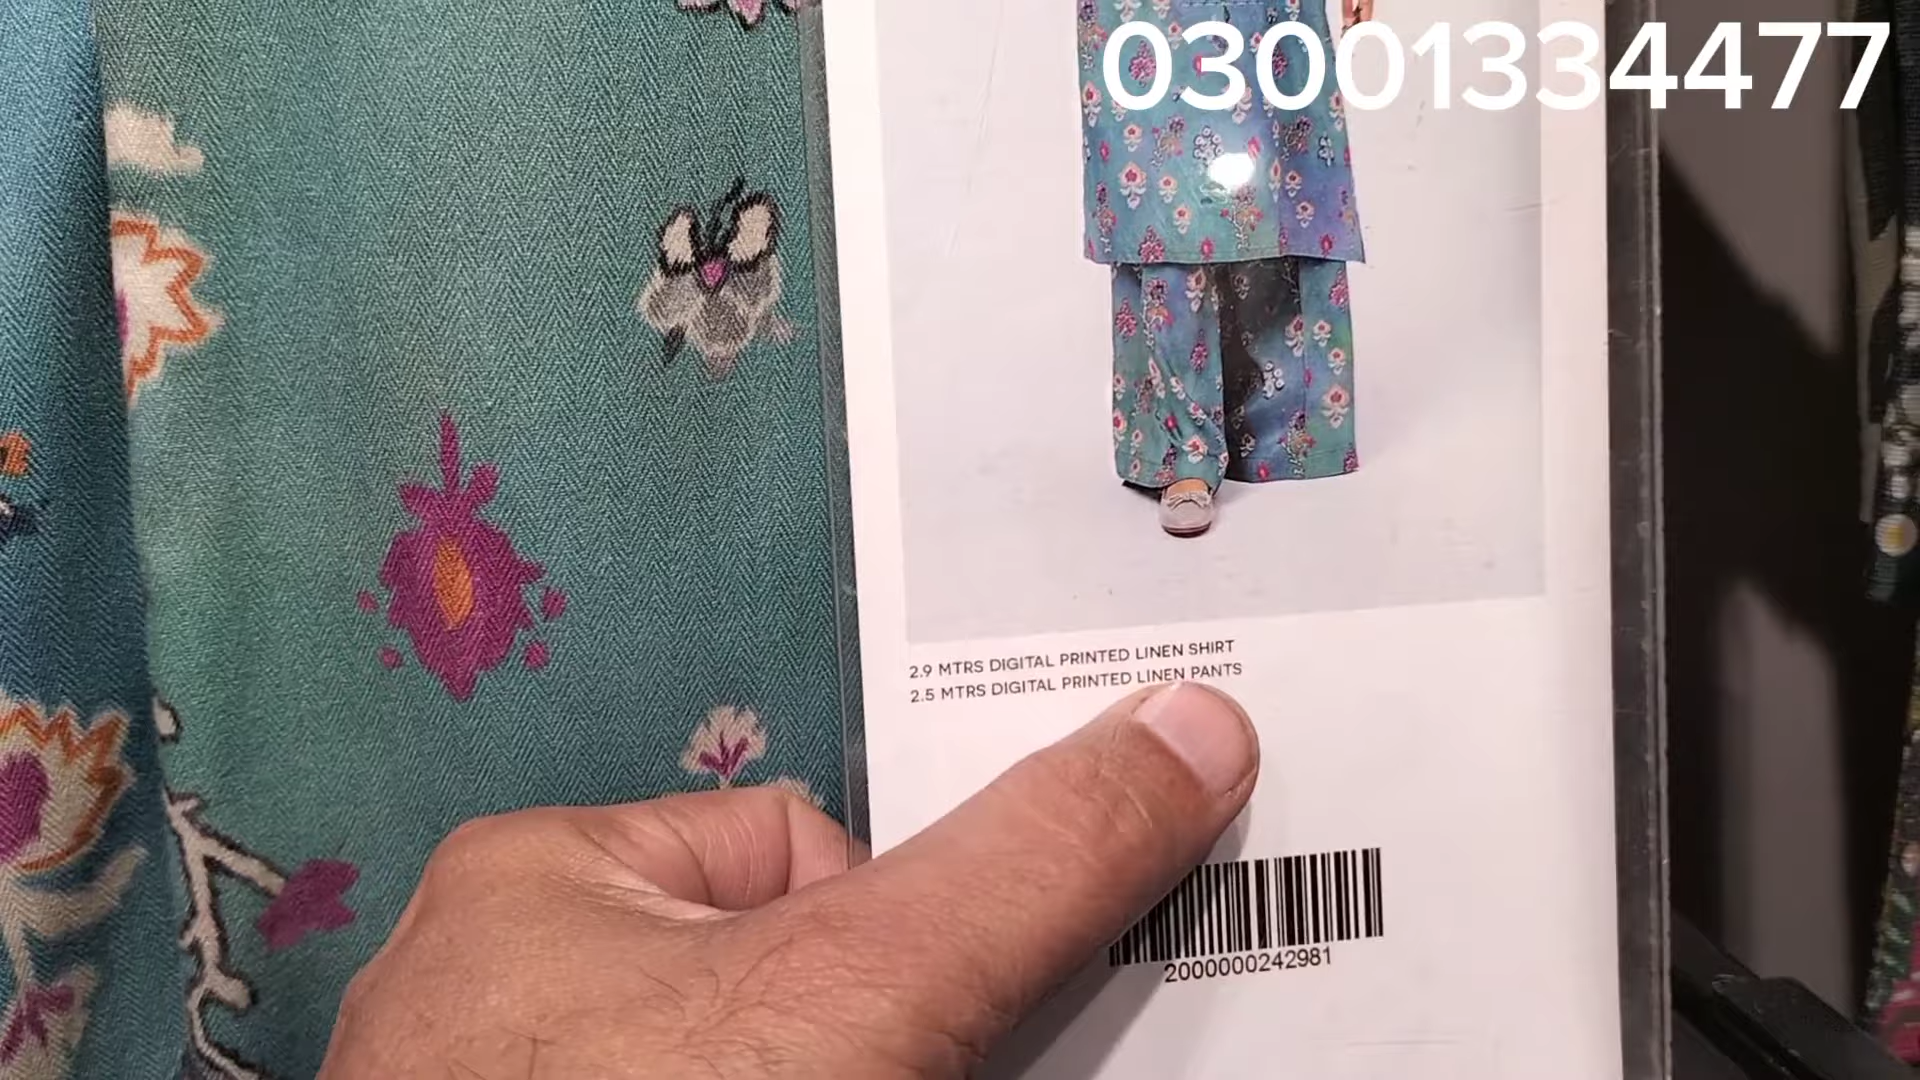 03001334477
2.9 MTRS DIGITAL PRINTED LINEN SHIRT
2.5 MTRS DIGITAL PRINTED LINEN PANTS
2000000242981